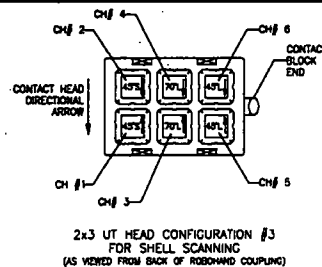 CH# 4
CH# 2
CH# 6
CONTAC
BLOCK
END
CONTACT HEAD
DIRECTIONAL
ARROW
45°S 70°L 45°L
45°S 70°L 45°L
CH #1
CH# 3
CH# 5
2x3 UT HEAD CONFIGURATION #3
FOR SHELL SCANNING
(AS VIEWED FROM BACK OF ROBOHAND COUPLING)